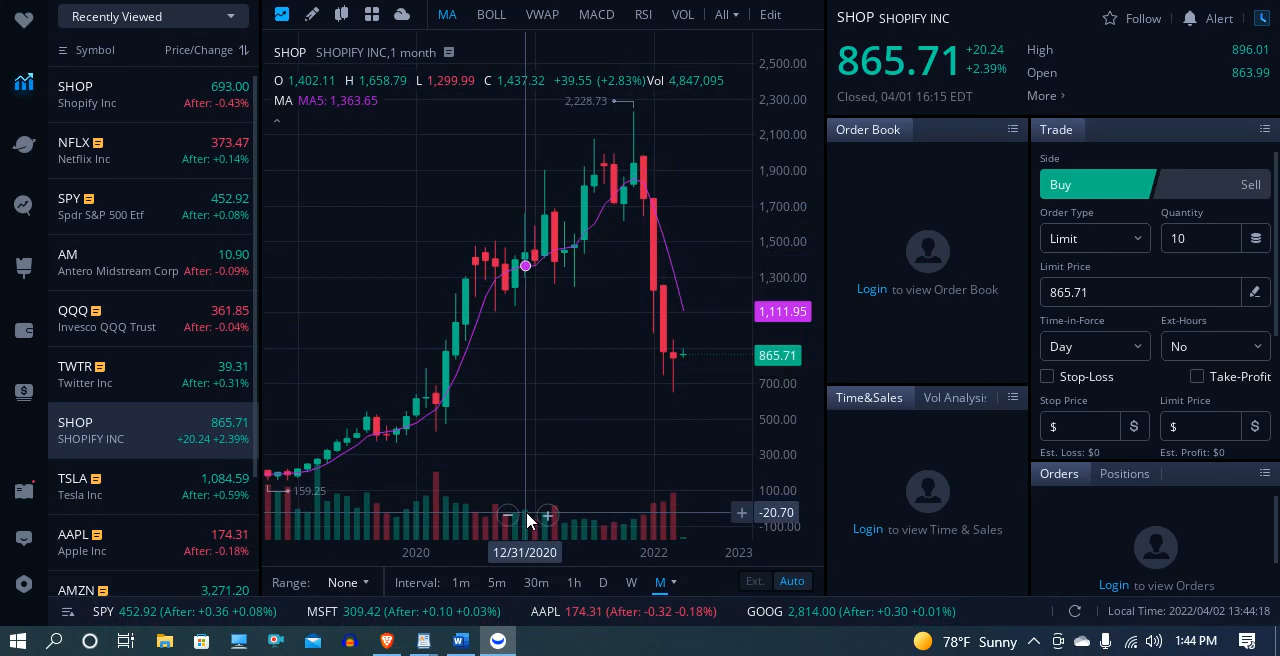 Recently Viewed
Symbol Price/Change
SHOP 693.00
Shopify Inc After: -0.43%
NFLX 373.47
Netflix Inc After: +0.14%
SPY 452.92
Spdr S&P 500 Etf After: +0.08%
AM 10.90
Antero Midstream Corp After: -0.09%
QQQ 361.85
Invesco QQQ Trust After: -0.04%
TWTR 39.31
Twitter Inc After: +0.31%
SHOP 865.71
SHOPIFY INC +20.24 +2.39%
TSLA 1,084.59
Tesla Inc After: +0.59%
AAPL 174.31
Apple Inc After: -0.18%
AMZN 3,271.20
MA BOLL VWAP MACD RSI VOL All Edit
SHOP SHOPIFY INC,1 month
O 1,402.11 H 1,658.79 L 1,299.99 C 1,437.32 +39.55 (+2.83%) Vol 4,847,095
MA MA5: 1,363.65
2,228.73
159.25
2,500.00
2,300.00
2,100.00
1,900.00
1,700.00
1,500.00
1,300.00
1,111.95
865.71
700.00
500.00
300.00
100.00
-20.70
-100.00
2020 12/31/2020 2022 2023
Range: None Interval: 1m 5m 30m 1h D W M Ext. Auto
SHOP SHOPIFY INC Follow Alert
865.71 +20.24 +2.39%
Closed, 04/01 16:15 EDT
High 896.01
Open 863.99
More
Order Book
Login to view Order Book
Time&Sales Vol Analysis
Login to view Time & Sales
Trade
Side
Buy Sell
Order Type Quantity
Limit 10
Limit Price
865.71
Time-in-Force Ext-Hours
Day No
Stop-Loss Take-Profit
Stop Price Limit Price
$ $ $ $
Est. Loss: $0 Est. Profit: $0
Orders Positions
Login to view Orders
SPY 452.92 (After: +0.36 +0.08%) MSFT 309.42 (After: +0.10 +0.03%) AAPL 174.31 (After: -0.32 -0.18%) GOOG 2,814.00 (After: +0.30 +0.01%) Local Time: 2022/04/02 13:44:18
78°F Sunny 1:44 PM